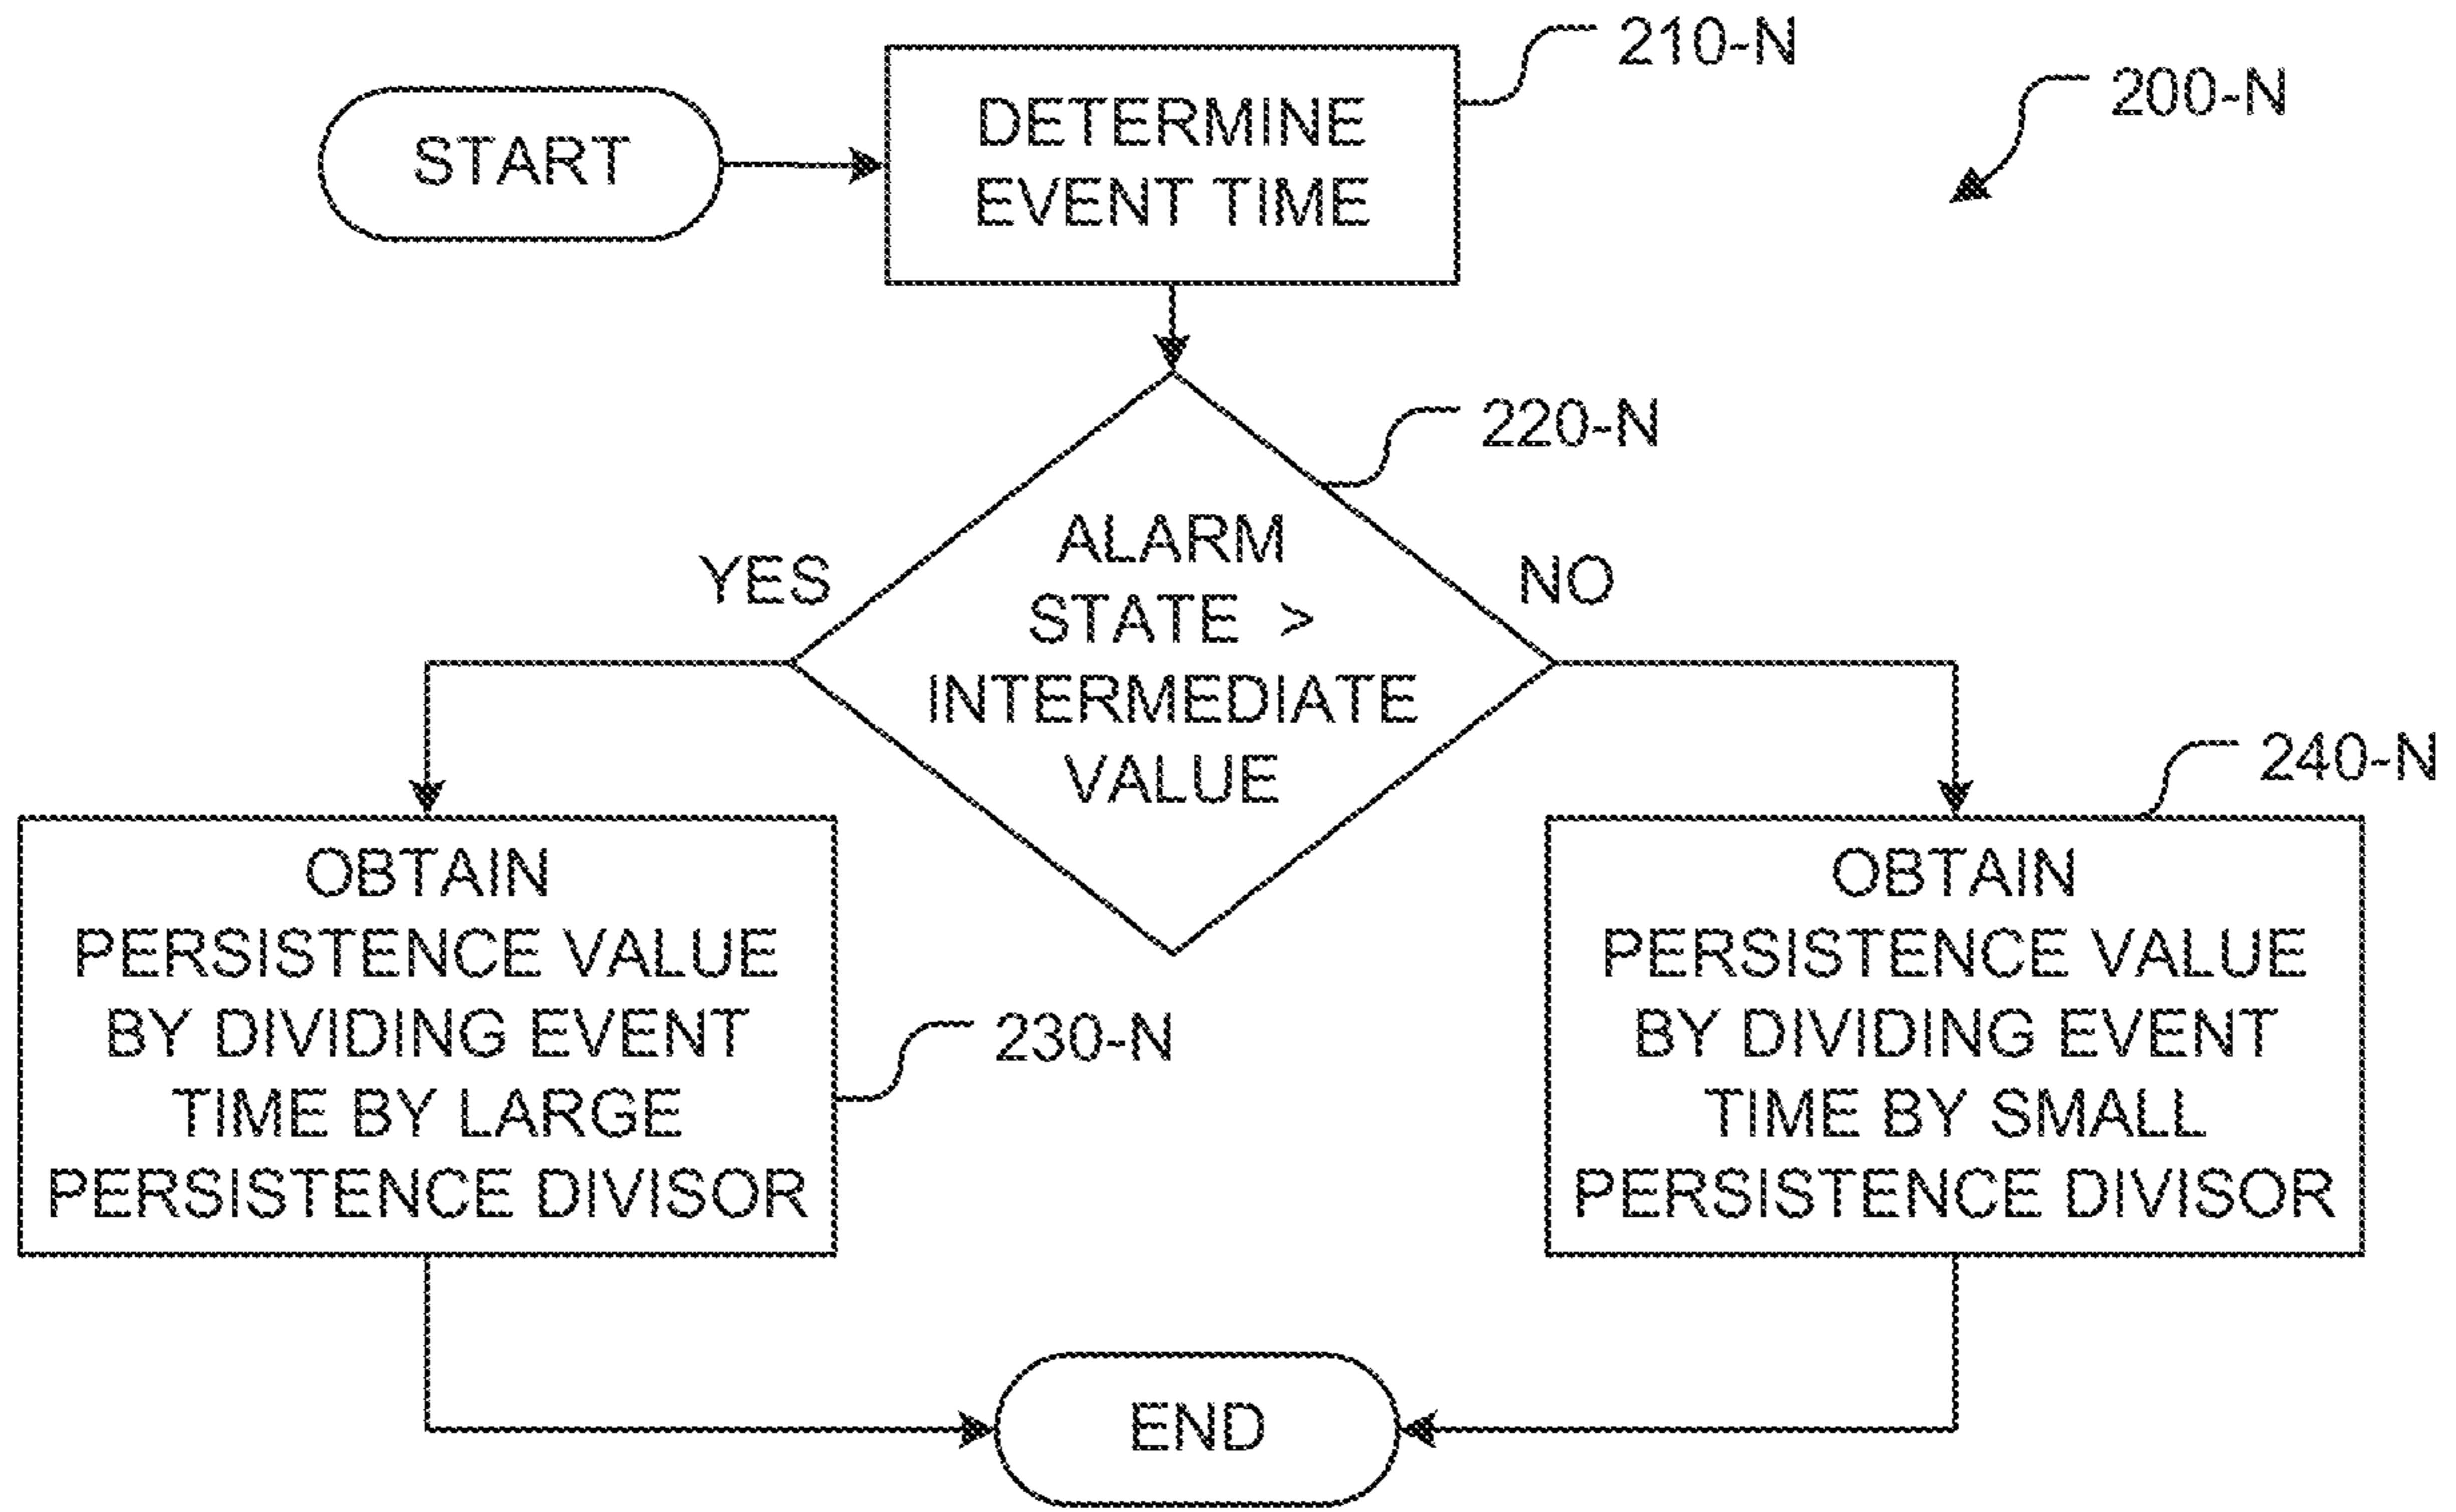 210-N
200-N
START
DETERMINE
EVENT TIME
220-N
ALARM
STATE >
INTERMEDIATE
VALUE
YES
NO
240-N
OBTAIN
PERSISTENCE VALUE
BY DIVIDING EVENT
TIME BY LARGE
PERSISTENCE DIVISOR
230-N
OBTAIN
PERSISTENCE VALUE
BY DIVIDING EVENT
TIME BY SMALL
PERSISTENCE DIVISOR
END